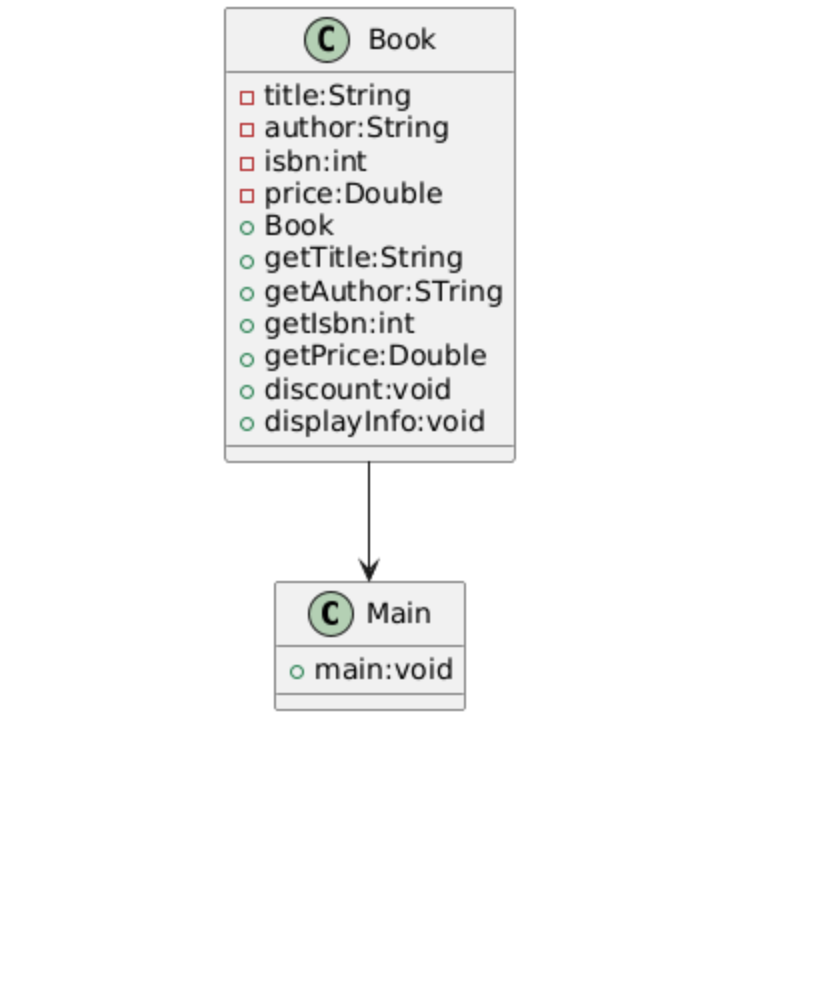 C Book
title:String
author:String
isbn:int
price:Double
Book
getTitle:String
getAuthor:STring
getIsbn:int
getPrice:Double
discount:void
displayInfo:void
C Main
main:void